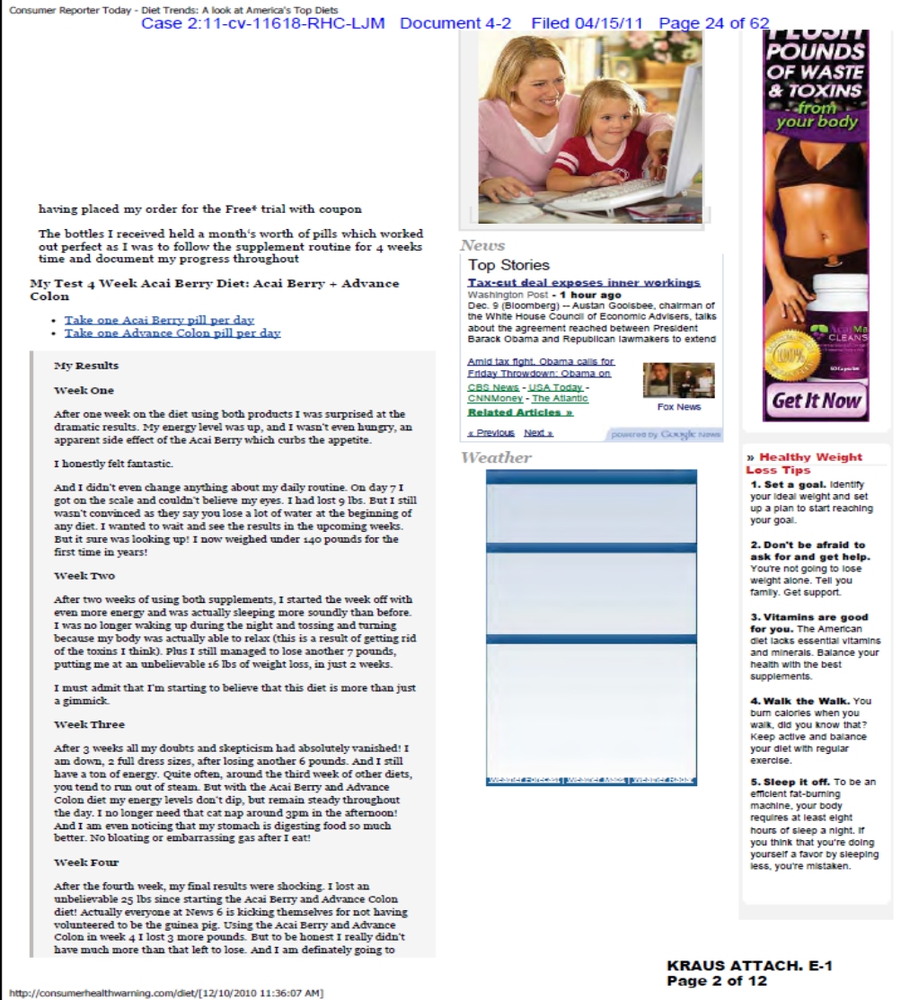 Consumer Reporter Today - Diet Trends: A look at America's Top Diets
Case 2:11-cv-11618-RHC-LJM Document 4-2 Filed 04/15/11 Page 24 of 62
having placed my order for the Free* trial with coupon
The bottles I received held a month's worth of pills which worked
out perfect as I was to follow the supplement routine for 4 weeks
time and document my progress throughout
My Test 4 Week Acai Berry Diet: Acai Berry + Advance
Colon
• Take one Acai Berry pill per day
• Take one Advance Colon pill per day
My Results
Week One
After one week on the diet using both products I was surprised at the
dramatic results. My energy level was up, and I wasn't even hungry, an
apparent side effect of the Acai Berry which curbs the appetite.
I honestly felt fantastic.
And I didn't even change anything about my daily routine. On day 7 I
got on the scale and couldn't believe my eyes. I had lost 9 lbs. But I still
wasn't convinced as they say you lose a lot of water at the beginning of
any diet. I wanted to wait and see the results in the upcoming weeks.
But it sure was looking up! I now weighed under 140 pounds for the
first time in years!
Week Two
After two weeks of using both supplements, I started the week off with
even more energy and was actually sleeping more soundly than before.
I was no longer waking up during the night and tossing and turning
because my body was actually able to relax (this is a result of getting rid
of the toxins I think). Plus I still managed to lose another 7 pounds,
putting me at an unbelievable 16 lbs of weight loss, in just 2 weeks.
I must admit that I'm starting to believe that this diet is more than just
a gimmick.
Week Three
After 3 weeks all my doubts and skepticism had absolutely vanished! I
am down, 2 full dress sizes, after losing another 6 pounds. And I still
have a ton of energy. Quite often, around the third week of other diets,
you tend to run out of steam. But with the Acai Berry and Advance
Colon diet my energy levels don't dip, but remain steady throughout
the day. I no longer need that cat nap around 3pm in the afternoon!
And I am even noticing that my stomach is digesting food so much
better. No bloating or embarrassing gas after I eat!
Week Four
After the fourth week, my final results were shocking. I lost an
unbelievable 25 lbs since starting the Acai Berry and Advance Colon
diet! Actually everyone at News 6 is kicking themselves for not having
volunteered to be the guinea pig. Using the Acai Berry and Advance
Colon in week 4 I lost 3 more pounds. But to be honest I really didn't
have much more than that left to lose. And I am definately going to
News
Top Stories
Tax-cut deal exposes inner workings
Washington Post - 1 hour ago
Dec. 9 (Bloomberg) -- Austan Goolsbee, chairman of
the White House Council of Economic Advisers, talks
about the agreement reached between President
Barack Obama and Republican lawmakers to extend
Amid tax fight, Obama calls for
Friday Throwdown: Obama on
CBS News - USA Today -
CNNMoney - The Atlantic
Related Articles »
Fox News
« Previous Next »
powered by Google News
Weather
Weather Forecast | Weather Maps | Weather Radar
FLUSH
POUNDS
OF WASTE
& TOXINS
from
your body
CLEANS
100%
Get It Now
» Healthy Weight
Loss Tips
1. Set a goal. Identify
your ideal weight and set
up a plan to start reaching
your goal.
2. Don't be afraid to
ask for and get help.
You're not going to lose
weight alone. Tell you
family. Get support.
3. Vitamins are good
for you. The American
diet lacks essential vitamins
and minerals. Balance your
health with the best
supplements.
4. Walk the Walk. You
burn calories when you
walk, did you know that?
Keep active and balance
your diet with regular
exercise.
5. Sleep it off. To be an
efficient fat-burning
machine, your body
requires at least eight
hours of sleep a night. If
you think that you're doing
yourself a favor by sleeping
less, you're mistaken.
KRAUS ATTACH. E-1
Page 2 of 12
http://consumerhealthwarning.com/diet/[12/10/2010 11:36:07 AM]